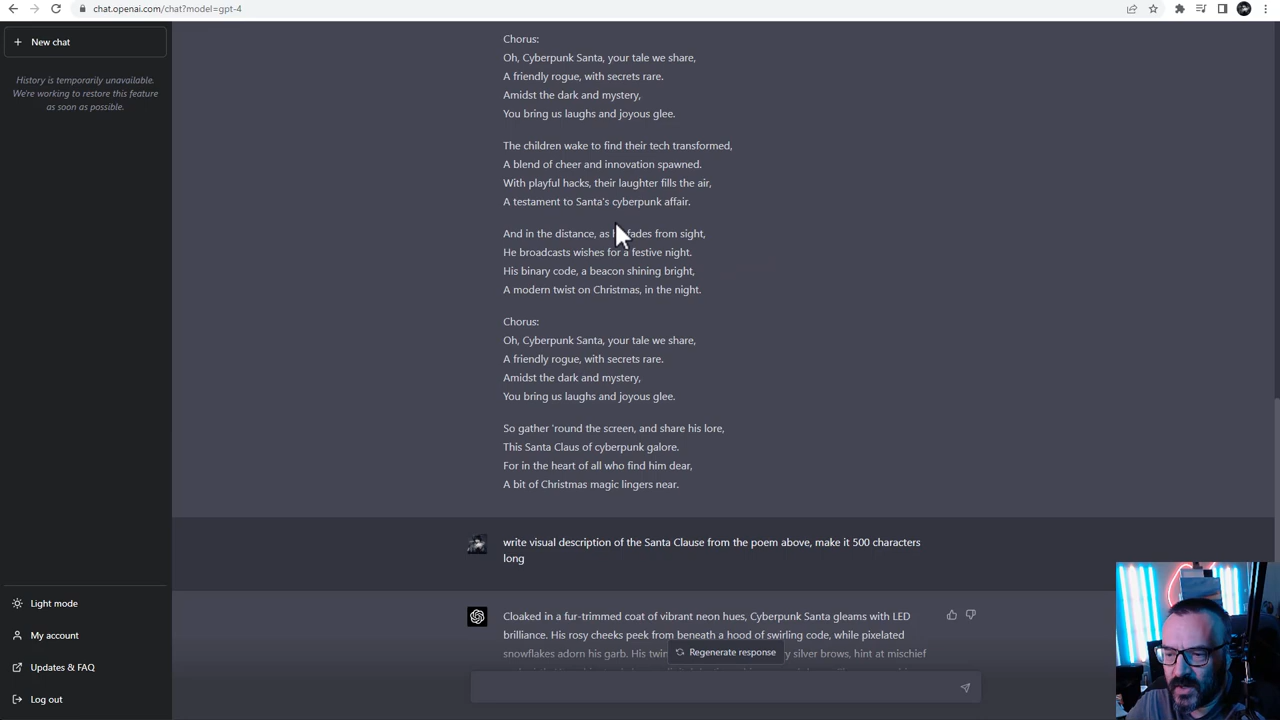 chat.openai.com/chat?model=gpt-4
+ New chat
History is temporarily unavailable.
We're working to restore this feature
as soon as possible.
Chorus:
Oh, Cyberpunk Santa, your tale we share,
A friendly rogue, with secrets rare.
Amidst the dark and mystery,
You bring us laughs and joyous glee.
The children wake to find their tech transformed,
A blend of cheer and innovation spawned.
With playful hacks, their laughter fills the air,
A testament to Santa's cyberpunk affair.
And in the distance, as fades from sight,
He broadcasts wishes for a festive night.
His binary code, a beacon shining bright,
A modern twist on Christmas, in the night.
Chorus:
Oh, Cyberpunk Santa, your tale we share,
A friendly rogue, with secrets rare.
Amidst the dark and mystery,
You bring us laughs and joyous glee.
So gather 'round the screen, and share his lore,
This Santa Claus of cyberpunk galore.
For in the heart of all who find him dear,
A bit of Christmas magic lingers near.
write visual description of the Santa Clause from the poem above, make it 500 characters
long
Cloaked in a fur-trimmed coat of vibrant neon hues, Cyberpunk Santa gleams with LED
brilliance. His rosy cheeks peek from beneath a hood of swirling code, while pixelated
snowflakes adorn his garb. His silver brows, hint at mischief
Regenerate response
Light mode
My account
Updates & FAQ
Log out